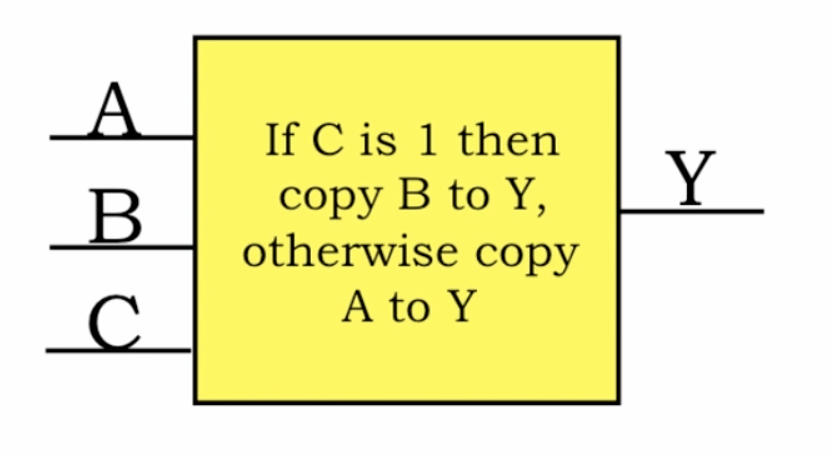 A
B
C
If C is 1 then
copy B to Y,
otherwise copy
A to Y
Y